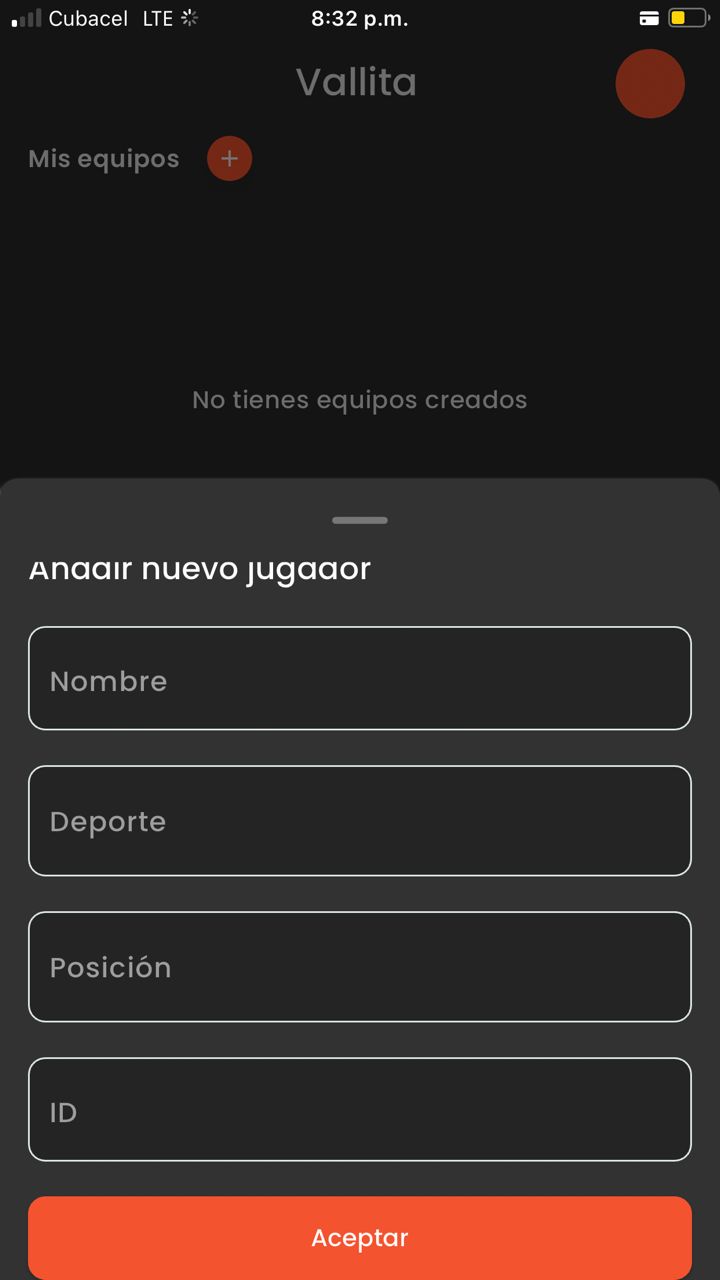 Cubacel LTE 8:32 p.m.
Vallita
Mis equipos +
No tienes equipos creados
Añadir nuevo jugador
Nombre
Deporte
Posición
ID
Aceptar